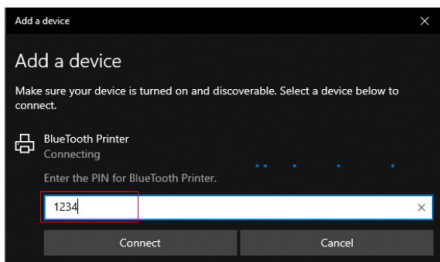 Add a device
Add a device
Make sure your device is turned on and discoverable. Select a device below to
connect.
BlueTooth Printer
Connecting
Enter the PIN for BlueTooth Printer.
1234
Connect Cancel